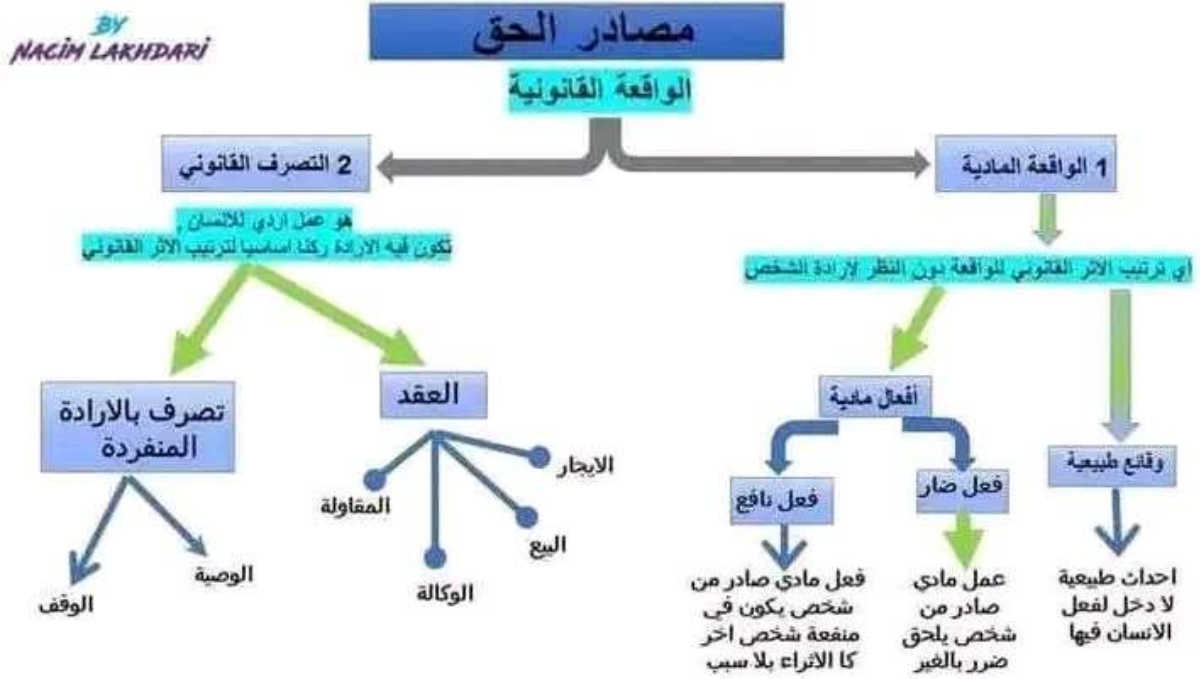 BY
NACIM LAKHDARI
مصادر الحق
الواقعة القانونية
1 الواقعة المادية
2 التصرف القانوني
اي ترتيب الاثر القانوني للواقعة دون النظر لإرادة الشخص
هو عمل اردي للانسان ,
تكون فيه الارادة ركنا اساسيا لترتيب الاثر القانوني
أفعال مادية
وقائع طبيعية
فعل ضار
فعل نافع
احداث طبيعية
لا دخل لفعل
الانسان فيها
عمل مادي
صادر من
شخص يلحق
ضرر بالغير
فعل مادي صادر من
شخص يكون في
منفعة شخص اخر
كا الاثراء بلا سبب
العقد
الايجار
البيع
الوكالة
المقاولة
تصرف بالارادة
المنفردة
الوصية
الوقف